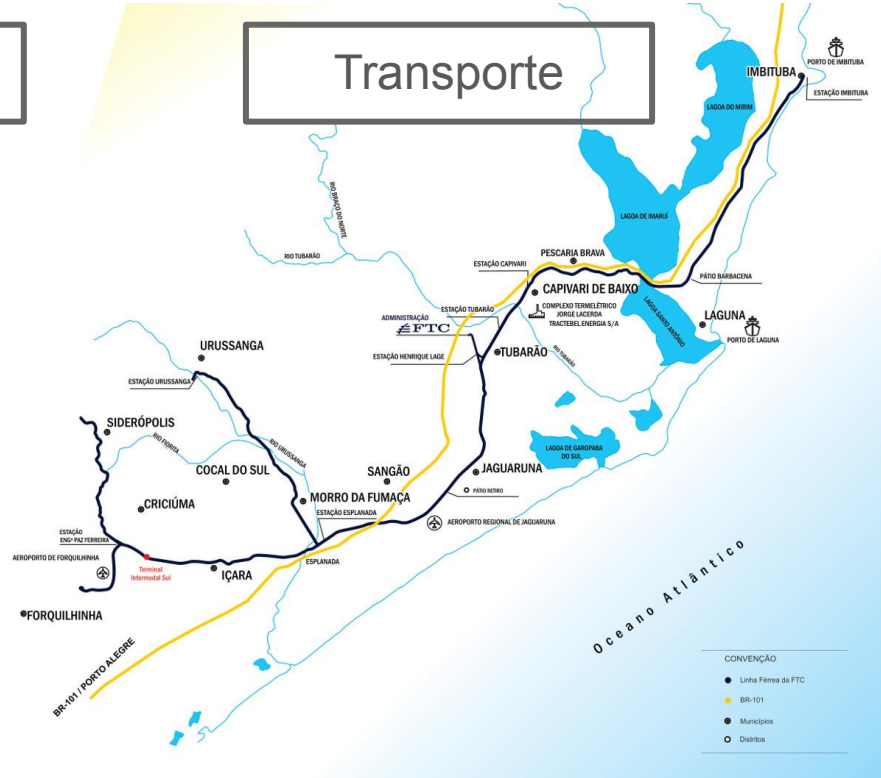 Transporte
PORTO DE IMBITUBA
IMBITUBA
ESTAÇÃO IMBITUBA
LAGOA DO MIRIM
RIO BRAÇO DO NORTE
LAGOA DE IMARUÍ
PESCARIA BRAVA
RIO TUBARÃO
ESTAÇÃO CAPIVARI
PÁTIO BARBACENA
CAPIVARI DE BAIXO
LAGOA SANTO ANTÔNIO
COMPLEXO TERMELÉTRICO
JORGE LACERDA
TRACTEBEL ENERGIA S/A
ESTAÇÃO TUBARÃO
ADMINISTRAÇÃO
FTC
LAGUNA
PORTO DE LAGUNA
URUSSANGA
ESTAÇÃO HENRIQUE LAGE
TUBARÃO
RIO TUBARÃO
ESTAÇÃO URUSSANGA
SIDERÓPOLIS
RIO FIORITA
RIO URUSSANGA
LAGOA DE GAROPABA
DO SUL
COCAL DO SUL
SANGÃO
JAGUARUNA
PÁTIO RETIRO
MORRO DA FUMAÇA
CRICIÚMA
ESTAÇÃO ESPLANADA
AEROPORTO REGIONAL DE JAGUARUNA
ESTAÇÃO
ENGº PAZ FERREIRA
AEROPORTO DE FORQUILHINHA
Terminal
Intermodal Sul
IÇARA
ESPLANADA
FORQUILHINHA
BR-101 / PORTO ALEGRE
Oceano Atlântico
CONVENÇÃO
Linha Férrea da FTC
BR-101
Municípios
Distritos